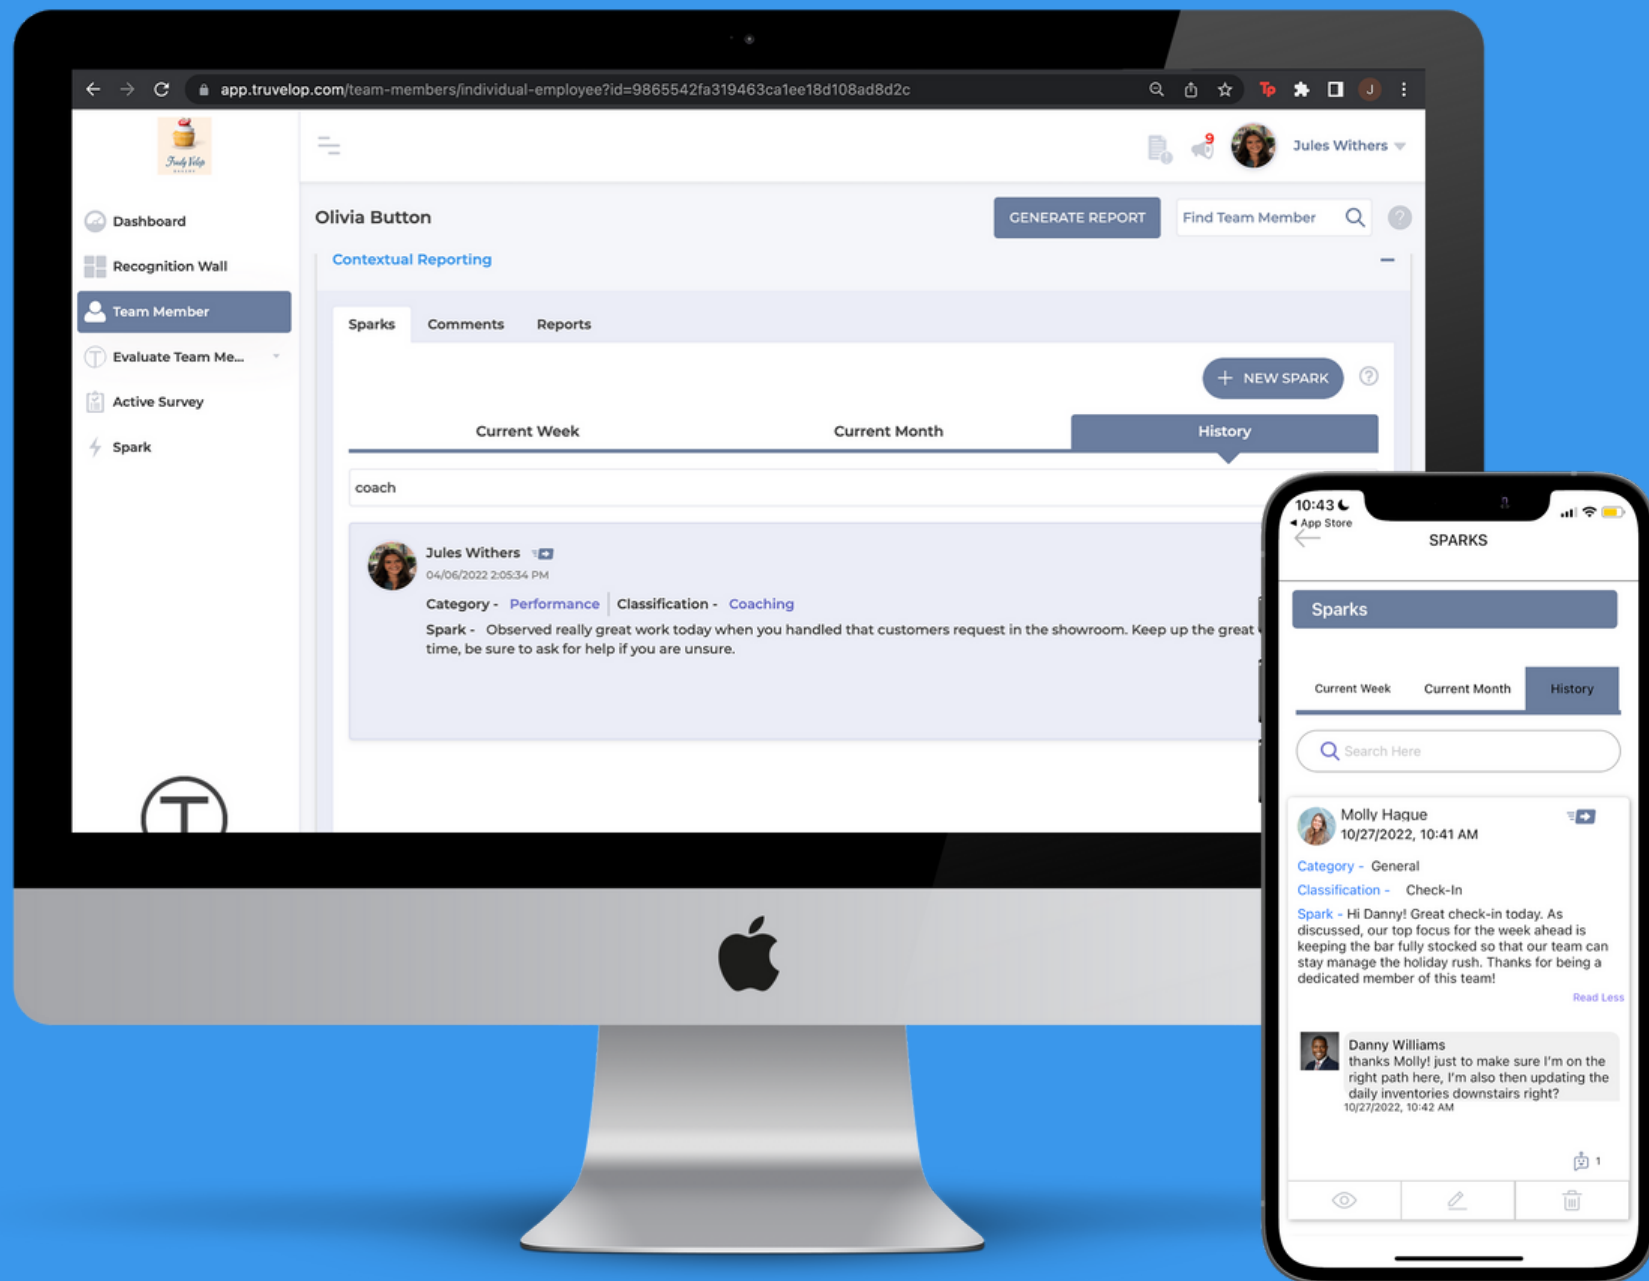 app.truvelop.com/team-members/individual-employee?id=9865542fa319463ca1ee18d108ad8d2c
Tp
J
Truly Velop
BAKERY
9
Jules Withers
Dashboard
Recognition Wall
Team Member
Evaluate Team Me...
Active Survey
Spark
T
Olivia Button
GENERATE REPORT
Find Team Member
?
Contextual Reporting
Sparks Comments Reports
+ NEW SPARK
?
Current Week Current Month History
coach
Jules Withers
04/06/2022 2:05:34 PM
Category - Performance Classification - Coaching
Spark - Observed really great work today when you handled that customers request in the showroom. Keep up the great
time, be sure to ask for help if you are unsure.
10:43
App Store
SPARKS
Sparks
Current Week Current Month History
Search Here
Molly Hague
10/27/2022, 10:41 AM
Category - General
Classification - Check-In
Spark - Hi Danny! Great check-in today. As
discussed, our top focus for the week ahead is
keeping the bar fully stocked so that our team can
stay manage the holiday rush. Thanks for being a
dedicated member of this team!
Read Less
Danny Williams
thanks Molly! just to make sure I'm on the
right path here, I'm also then updating the
daily inventories downstairs right?
10/27/2022, 10:42 AM
1